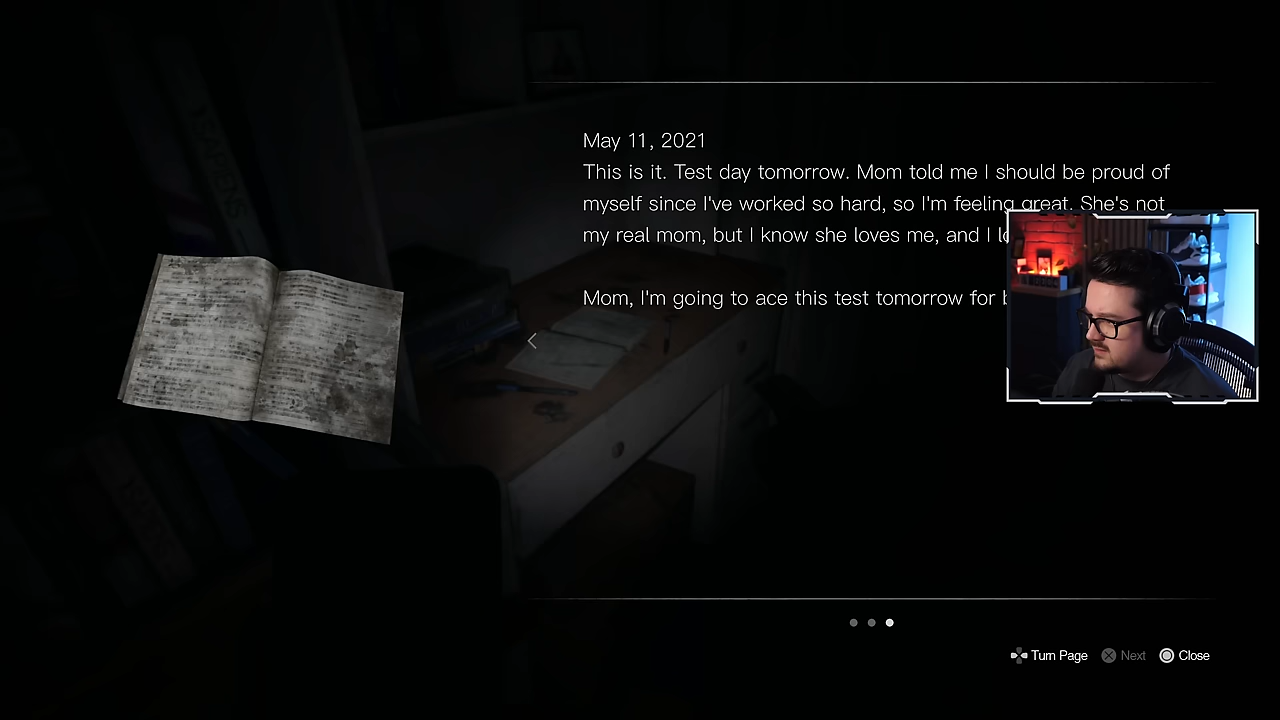 May 11, 2021
This is it. Test day tomorrow. Mom told me I should be proud of
myself since I've worked so hard, so I'm feeling great. She's not
my real mom, but I know she loves me, and I
Mom, I'm going to ace this test tomorrow for
Turn Page Next Close